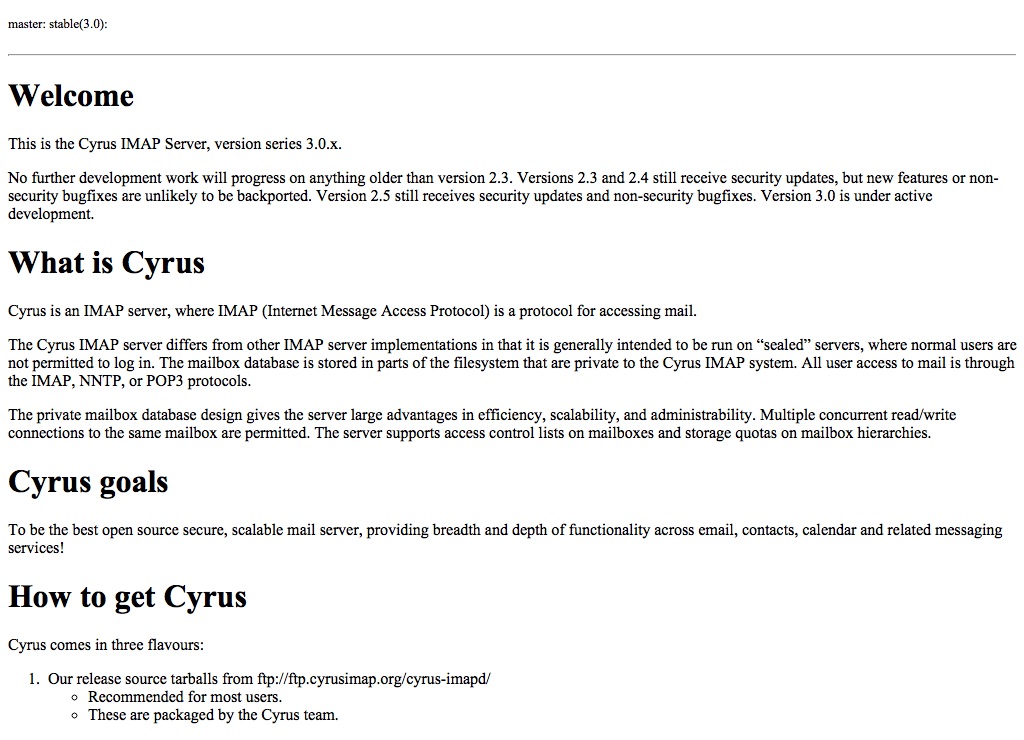 master: stable(3.0):
Welcome
This is the Cyrus IMAP Server, version series 3.0.x.
No further development work will progress on anything older than version 2.3. Versions 2.3 and 2.4 still receive security updates, but new features or non-
security bugfixes are unlikely to be backported. Version 2.5 still receives security updates and non-security bugfixes. Version 3.0 is under active
development.
What is Cyrus
Cyrus is an IMAP server, where IMAP (Internet Message Access Protocol) is a protocol for accessing mail.
The Cyrus IMAP server differs from other IMAP server implementations in that it is generally intended to be run on “sealed” servers, where normal users are
not permitted to log in. The mailbox database is stored in parts of the filesystem that are private to the Cyrus IMAP system. All user access to mail is through
the IMAP, NNTP, or POP3 protocols.
The private mailbox database design gives the server large advantages in efficiency, scalability, and administrability. Multiple concurrent read/write
connections to the same mailbox are permitted. The server supports access control lists on mailboxes and storage quotas on mailbox hierarchies.
Cyrus goals
To be the best open source secure, scalable mail server, providing breadth and depth of functionality across email, contacts, calendar and related messaging
services!
How to get Cyrus
Cyrus comes in three flavours:
1. Our release source tarballs from ftp://ftp.cyrusimap.org/cyrus-imapd/
◦ Recommended for most users.
◦ These are packaged by the Cyrus team.